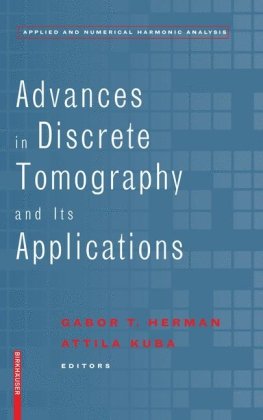 APPLIED AND NUMERICAL HARMONIC ANALYSIS
Advances
in Discrete
Tomography
and Its
Applications
GABOR T. HERMAN
ATTILA KUBA
EDITORS
BIRKHÄUSER